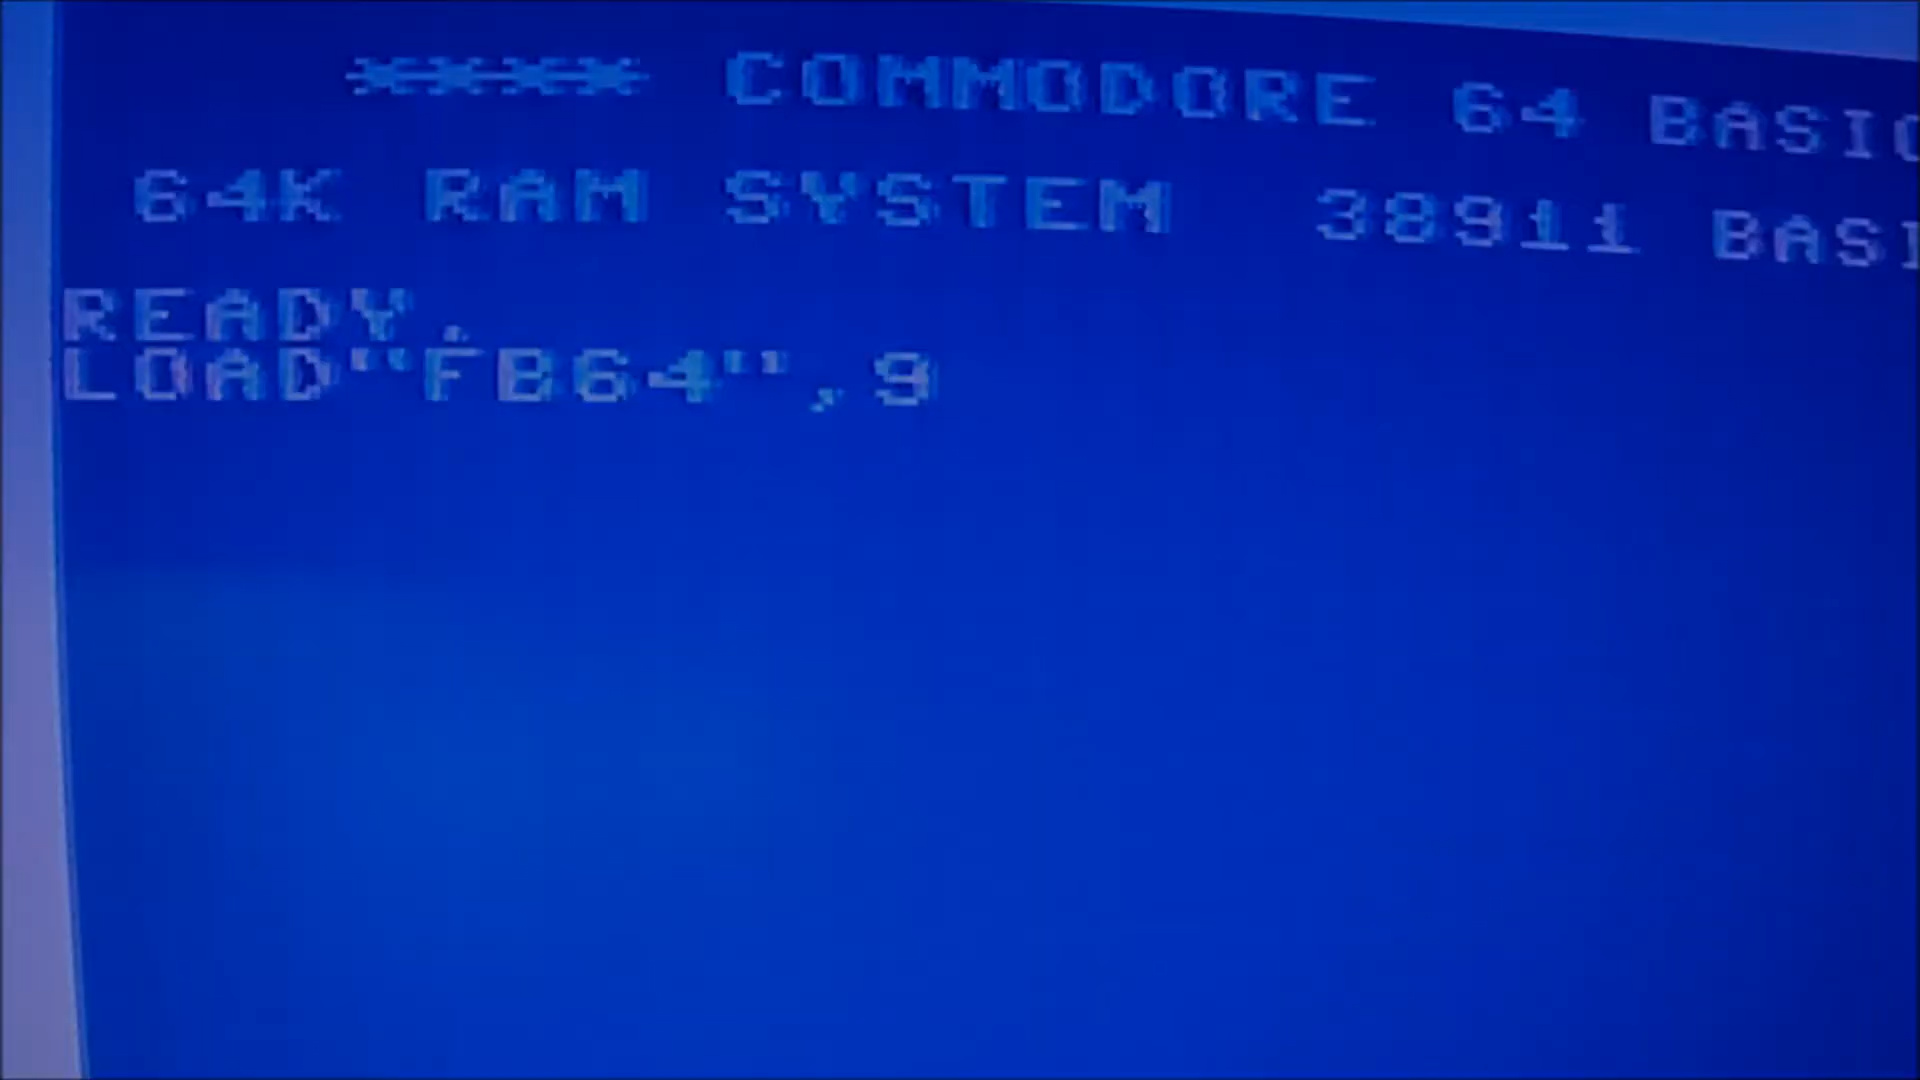 **** COMMODORE 64 BASIC
64K RAM SYSTEM 38911 BASI
READY.
LOAD"FB64",9